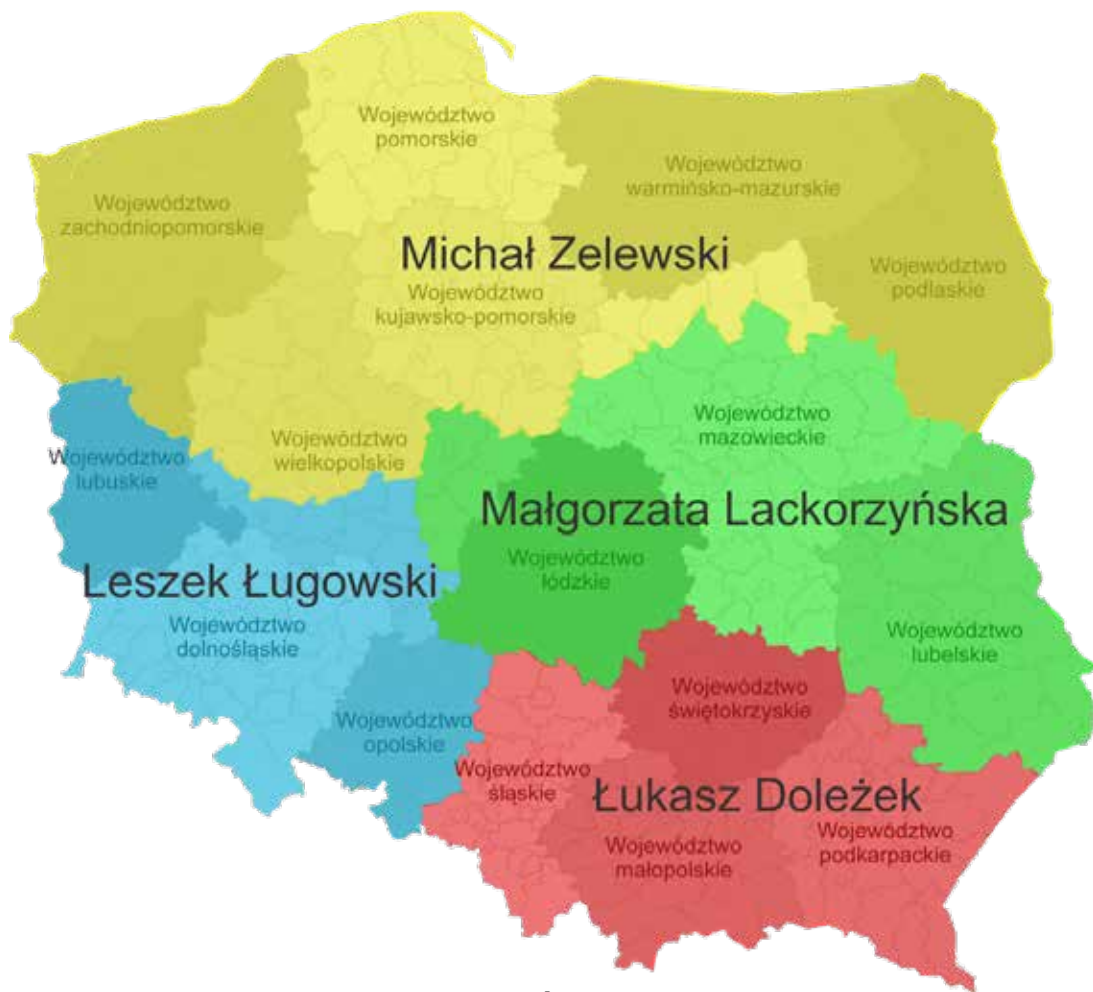 Województwo
pomorskie
Województwo
warmińsko-mazurskie
Województwo
zachodniopomorskie
Michał Zelewski
Województwo
podlaskie
Województwo
kujawsko-pomorskie
Województwo
mazowieckie
Województwo
wielkopolskie
Województwo
lubuskie
Małgorzata Lackorzyńska
Województwo
łódzkie
Leszek Ługowski
Województwo
dolnośląskie
Województwo
lubelskie
Województwo
świętokrzyskie
Województwo
opolskie
Województwo
śląskie
Łukasz Doleżek
Województwo
małopolskie
Województwo
podkarpackie